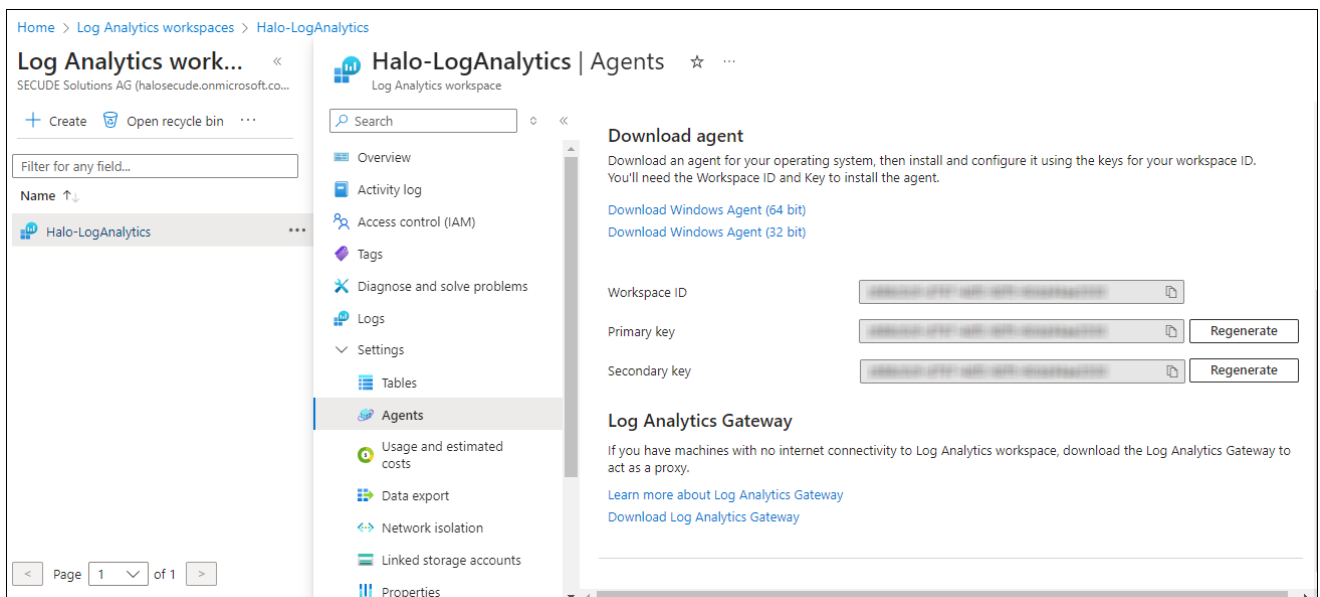 Home > Log Analytics workspaces > Halo-LogAnalytics
Log Analytics work... «
SECUDE Solutions AG (halosecude.onmicrosoft.co...
+ Create Open recycle bin ...
Filter for any field...
Name ↑↓
Halo-LogAnalytics ...
< Page 1 of 1 >
Halo-LogAnalytics | Agents ☆ ...
Log Analytics workspace
Search «
Overview
Activity log
Access control (IAM)
Tags
Diagnose and solve problems
Logs
Settings
Tables
Agents
Usage and estimated
costs
Data export
Network isolation
Linked storage accounts
Properties
Download agent
Download an agent for your operating system, then install and configure it using the keys for your workspace ID.
You'll need the Workspace ID and Key to install the agent.
Download Windows Agent (64 bit)
Download Windows Agent (32 bit)
Workspace ID
Primary key Regenerate
Secondary key Regenerate
Log Analytics Gateway
If you have machines with no internet connectivity to Log Analytics workspace, download the Log Analytics Gateway to
act as a proxy.
Learn more about Log Analytics Gateway
Download Log Analytics Gateway